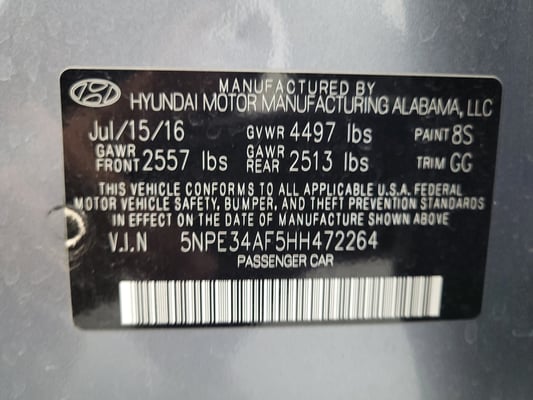 MANUFACTURED BY
HYUNDAI MOTOR MANUFACTURING ALABAMA, LLC
Jul/15/16 GVWR 4497 lbs PAINT 8S
GAWR FRONT 2557 lbs GAWR REAR 2513 lbs TRIM GG
THIS VEHICLE CONFORMS TO ALL APPLICABLE U.S.A. FEDERAL
MOTOR VEHICLE SAFETY, BUMPER, AND THEFT PREVENTION STANDARDS
IN EFFECT ON THE DATE OF MANUFACTURE SHOWN ABOVE.
V.I.N 5NPE34AF5HH472264
PASSENGER CAR